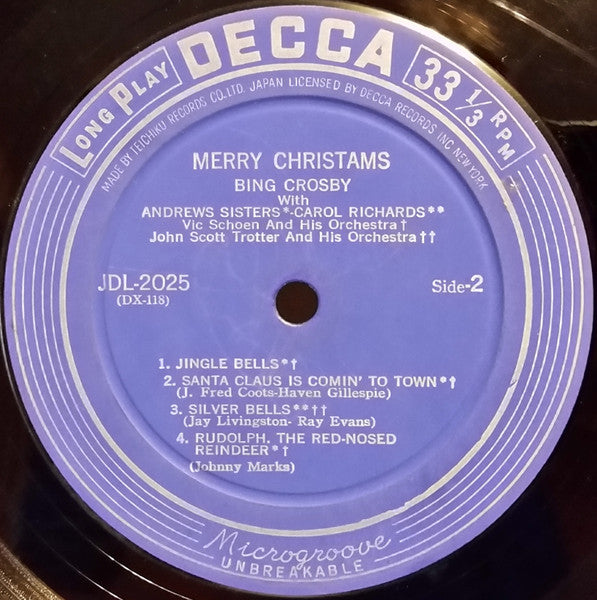 LONG PLAY DECCA 33 1/3 RPM
MADE BY TEICHIKU RECORDS CO., LTD. JAPAN LICENSED BY DECCA RECORDS, INC NEW YORK.
MERRY CHRISTAMS
BING CROSBY
With
ANDREWS SISTERS*-CAROL RICHARDS**
Vic Schoen And His Orchestra†
John Scott Trotter And His Orchestra††
JDL-2025
(DX-118)
Side-2
1. JINGLE BELLS*†
2. SANTA CLAUS IS COMIN' TO TOWN*†
(J. Fred Coots-Haven Gillespie)
3. SILVER BELLS**††
(Jay Livingston- Ray Evans)
4. RUDOLPH, THE RED-NOSED
REINDEER*†
(Johnny Marks)
Microgroove
UNBREAKABLE